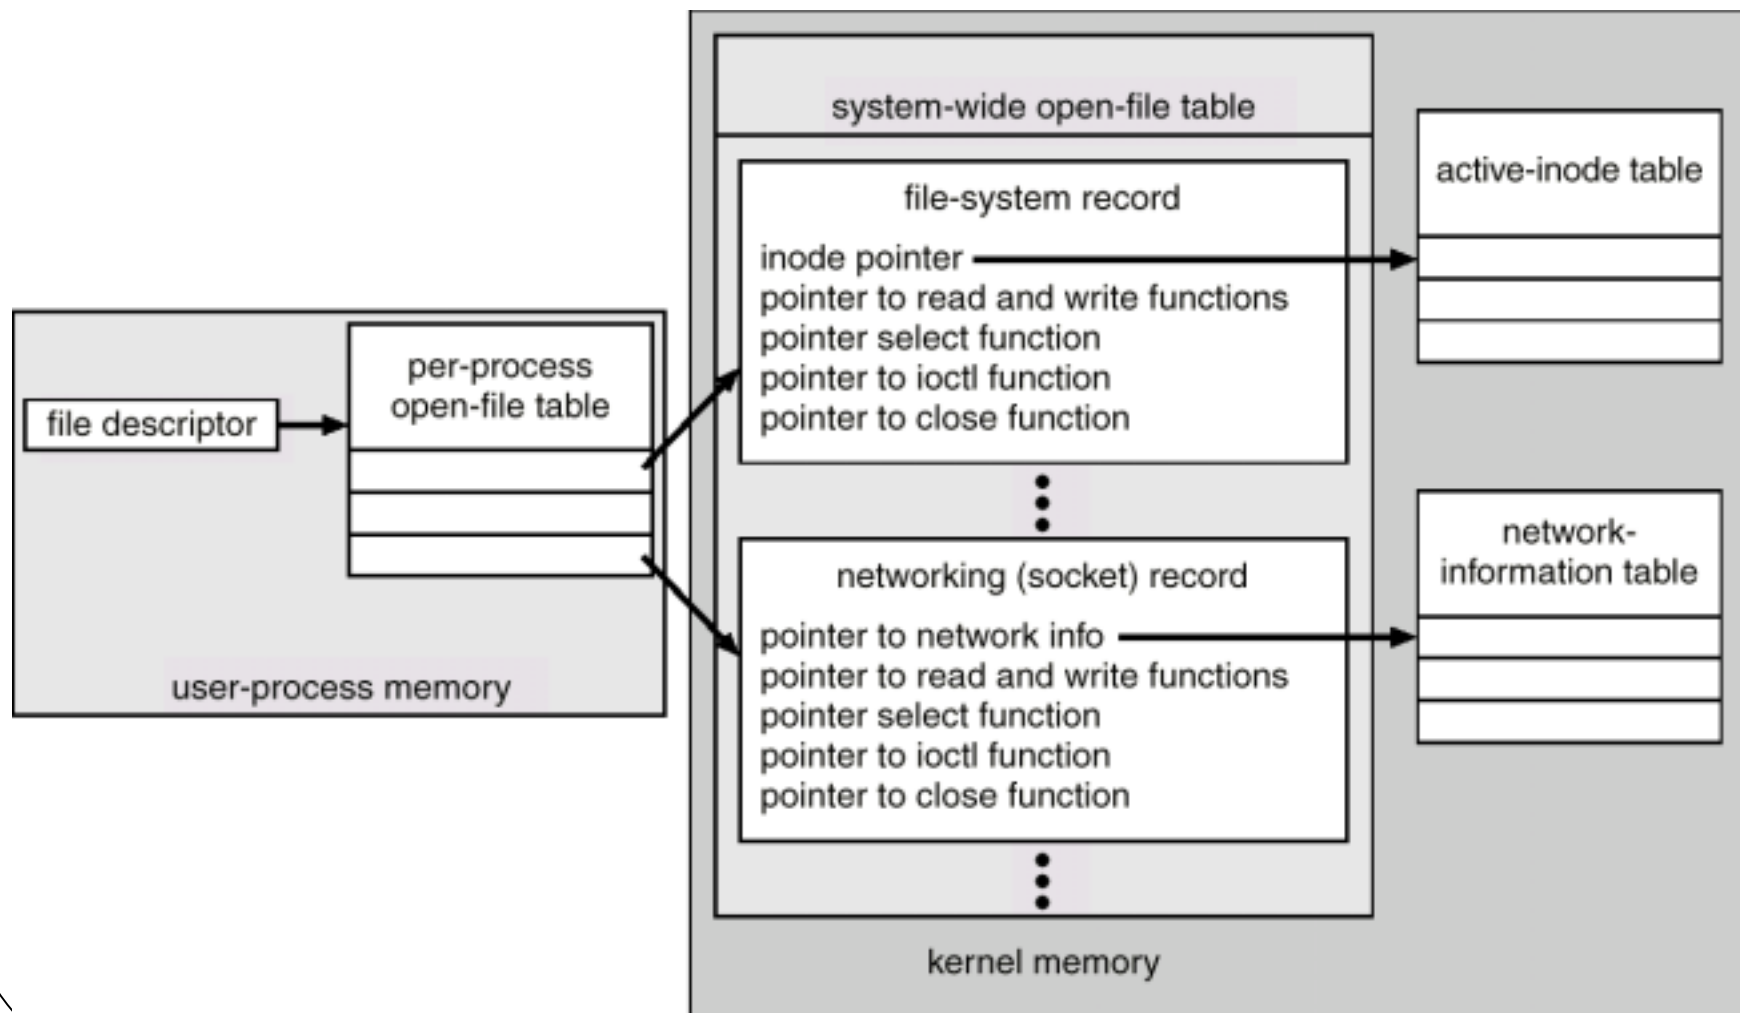 system-wide open-file table
file-system record
inode pointer
pointer to read and write functions
pointer select function
pointer to ioctl function
pointer to close function
active-inode table
per-process
open-file table
file descriptor
user-process memory
networking (socket) record
pointer to network info
pointer to read and write functions
pointer select function
pointer to ioctl function
pointer to close function
network-
information table
kernel memory